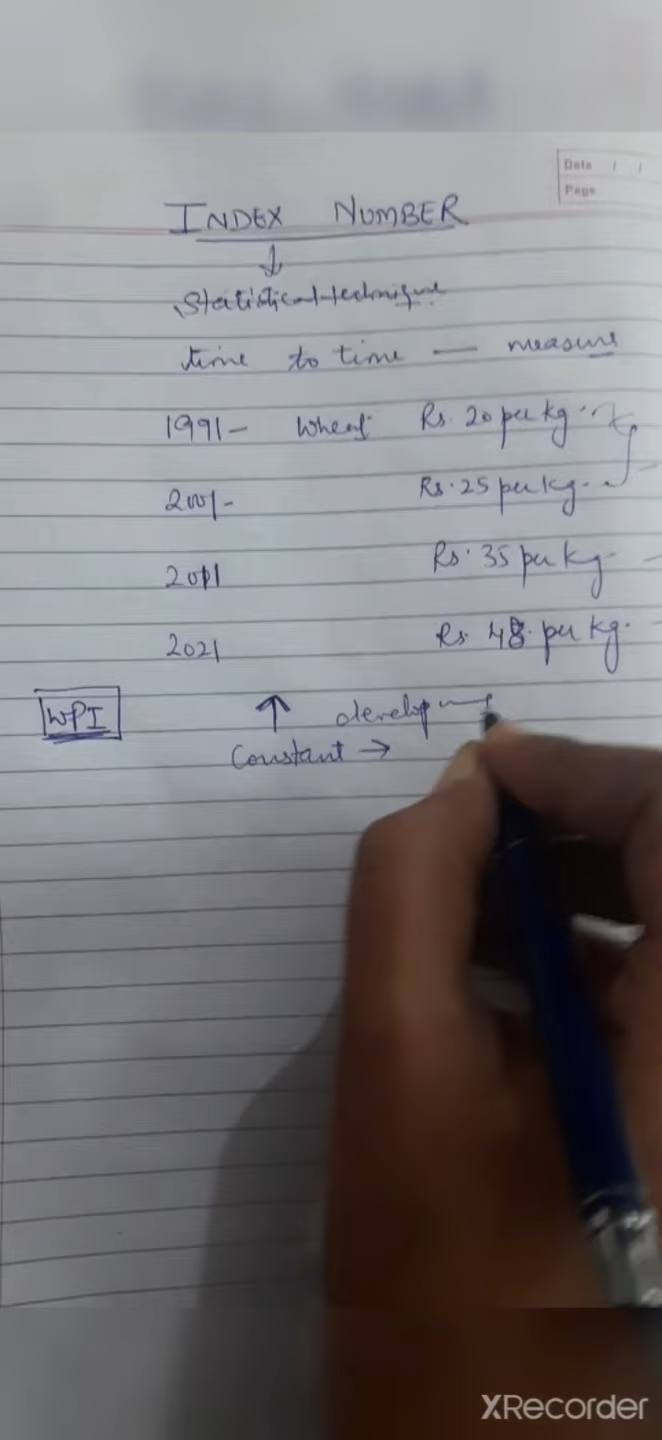 Date / /
Page
INDEX NUMBER
↓
Statistical technique
time to time — measure
1991 – Wheat Rs. 20 per kg.
2001 – Rs. 25 per kg.
2011 Rs. 35 per kg.
2021 Rs. 48 per kg.
WPI ↑ developm
Constant →
XRecorder